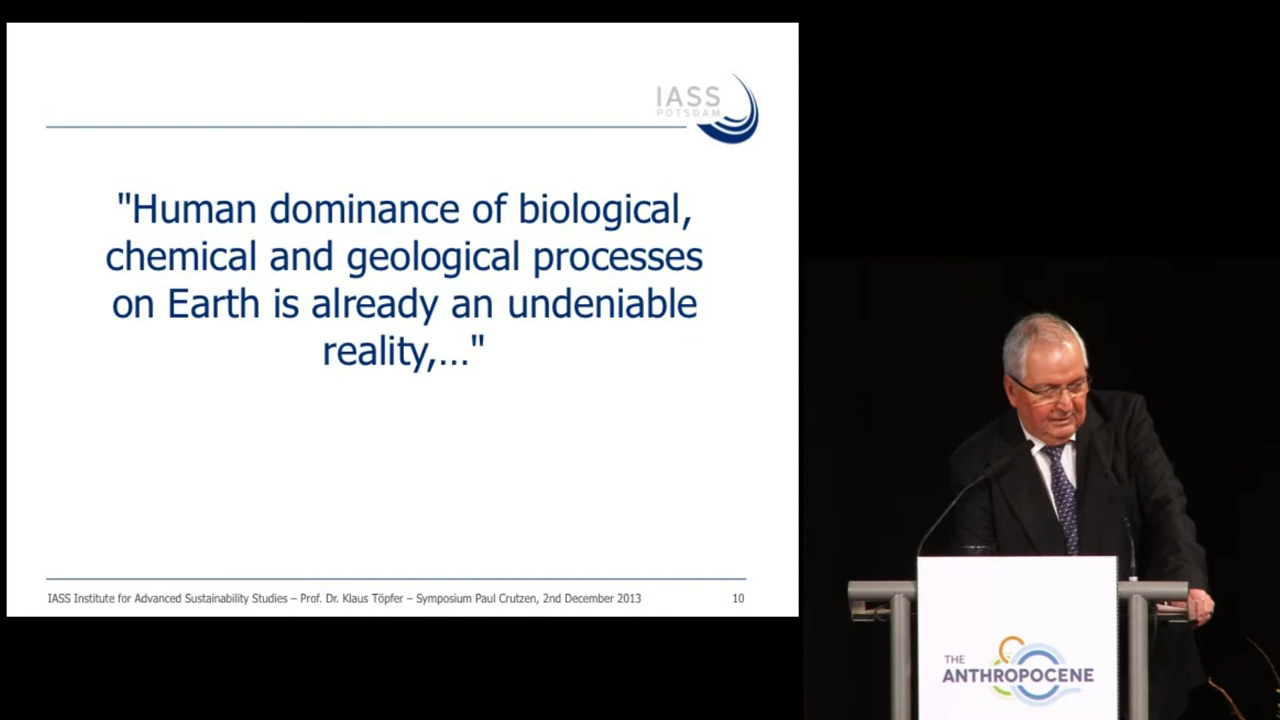 IASS
POTSDAM
"Human dominance of biological,
chemical and geological processes
on Earth is already an undeniable
reality,..."
IASS Institute for Advanced Sustainability Studies – Prof. Dr. Klaus Töpfer – Symposium Paul Crutzen, 2nd December 2013 10
THE
ANTHROPOCENE